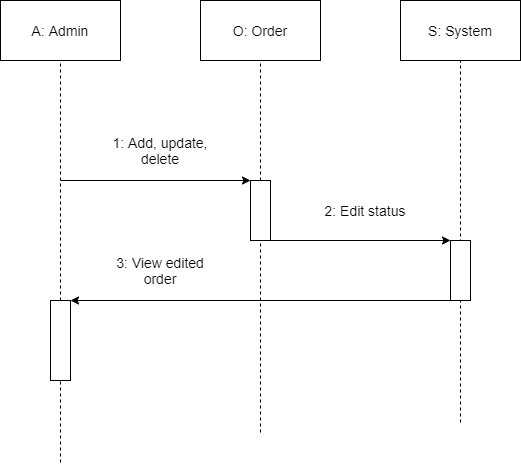 A: Admin
O: Order
S: System
1: Add, update,
delete
2: Edit status
3: View edited
order